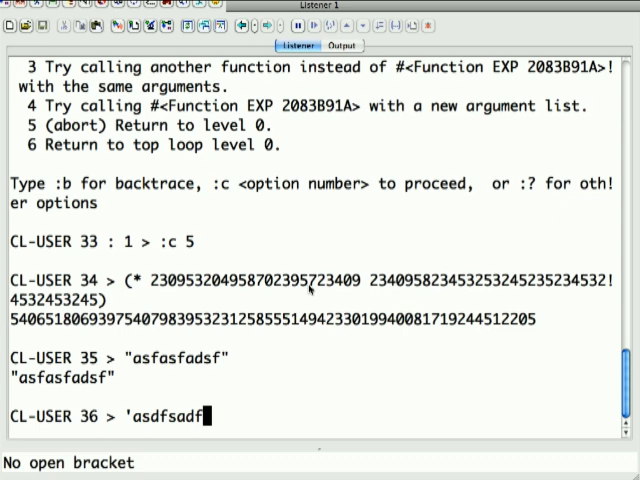 Listener 1
Listener Output
3 Try calling another function instead of #<Function EXP 2083B91A>!
with the same arguments.
4 Try calling #<Function EXP 2083B91A> with a new argument list.
5 (abort) Return to level 0.
6 Return to top loop level 0.
Type :b for backtrace, :c <option number> to proceed, or :? for oth!
er options
CL-USER 33 : 1 > :c 5
CL-USER 34 > (* 230953204958702395723409 234095823453253245235234532!
4532453245)
540651806939754079839532312585551494233019940081719244512205
CL-USER 35 > "asfasfadsf"
"asfasfadsf"
CL-USER 36 > 'asdfsadf
No open bracket